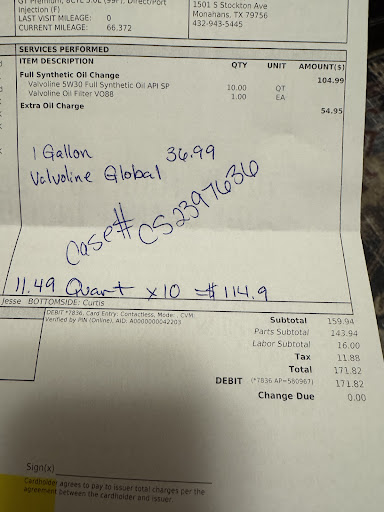 GT Premium, 8CYL 5.0L (99F), Direct/Port
Injection (F)
LAST VISIT MILEAGE: 0
CURRENT MILEAGE: 66,372
1501 S Stockton Ave
Monahans, TX 79756
432-943-5445
SERVICES PERFORMED
ITEM DESCRIPTION QTY UNIT AMOUNT($)
Full Synthetic Oil Change 104.99
Valvoline 5W30 Full Synthetic Oil API SP 10.00 QT
Valvoline Oil Filter VO88 1.00 EA
Extra Oil Charge 54.95
1 Gallon 36.99
Valvoline Global
Case# CS2397636
11.49 Quart x10 =$114.9
Jesse BOTTOMSIDE: Curtis
DEBIT *7836, Card Entry: Contactless, Mode: , CVM:
Verified by PIN (Online), AID: A0000000042203
Subtotal 159.94
Parts Subtotal 143.94
Labor Subtotal 16.00
Tax 11.88
Total 171.82
DEBIT (*7836 AP=560967) 171.82
Change Due 0.00
Sign(x)
Cardholder agrees to pay to issuer total charges per the
agreement between the cardholder and issuer.